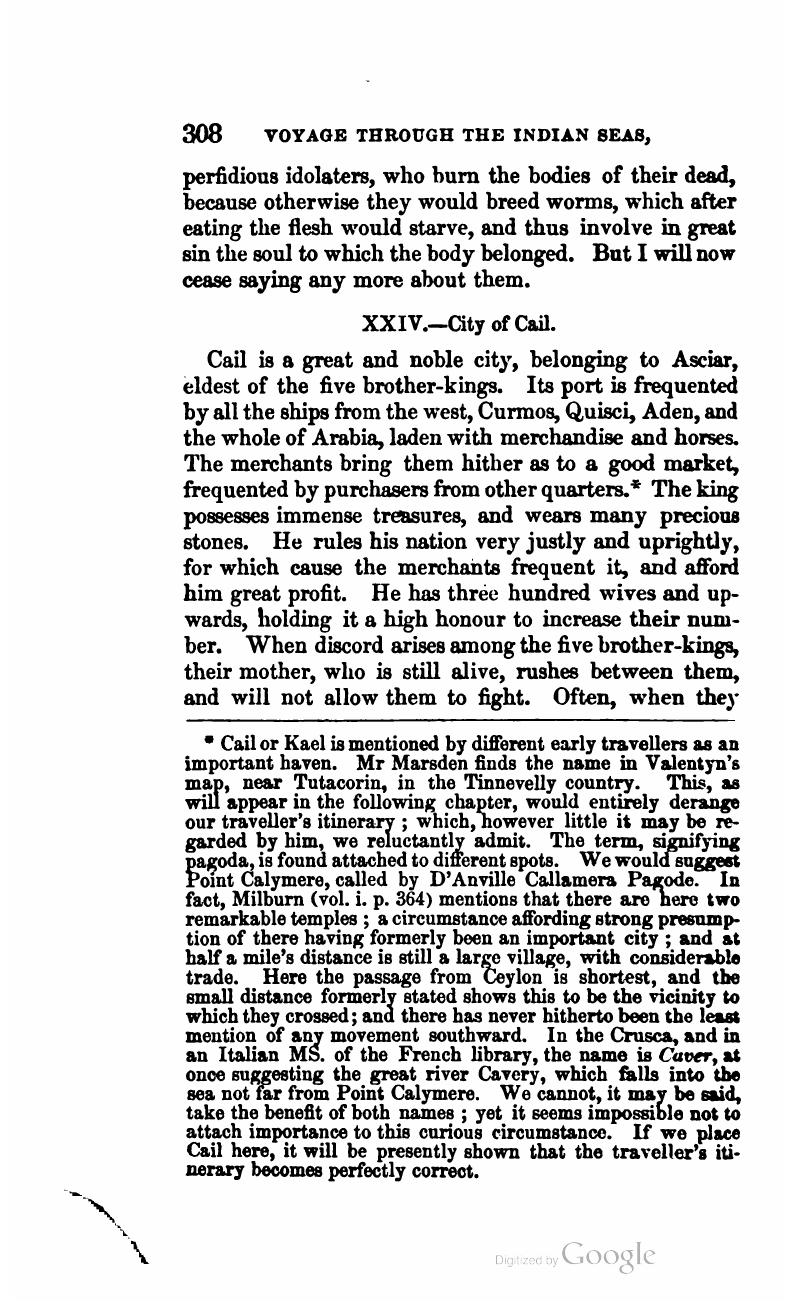 308 VOYAGE THROUGH THE INDIAN SEAS,
perfidious idolaters, who burn the bodies of their dead,
because otherwise they would breed worms, which after
eating the flesh would starve, and thus involve in great
sin the soul to which the body belonged. But I will now
cease saying any more about them.
XXIV.—City of Cail.
Cail is a great and noble city, belonging to Asciar,
eldest of the five brother-kings. Its port is frequented
by all the ships from the west, Curmos, Quisci, Aden, and
the whole of Arabia, laden with merchandise and horses.
The merchants bring them hither as to a good market,
frequented by purchasers from other quarters.* The king
possesses immense treasures, and wears many precious
stones. He rules his nation very justly and uprightly,
for which cause the merchants frequent it, and afford
him great profit. He has three hundred wives and up-
wards, holding it a high honour to increase their num-
ber. When discord arises among the five brother-kings,
their mother, who is still alive, rushes between them,
and will not allow them to fight. Often, when they
* Cail or Kael is mentioned by different early travellers as an
important haven. Mr Marsden finds the name in Valentyn's
map, near Tutacorin, in the Tinnevelly country. This, as
will appear in the following chapter, would entirely derange
our traveller's itinerary ; which, however little it may be re-
garded by him, we reluctantly admit. The term, signifying
pagoda, is found attached to different spots. We would suggest
Point Calymere, called by D'Anville Callamera Pagode. In
fact, Milburn (vol. i. p. 364) mentions that there are here two
remarkable temples ; a circumstance affording strong presump-
tion of there having formerly been an important city ; and at
half a mile's distance is still a large village, with considerable
trade. Here the passage from Ceylon is shortest, and the
small distance formerly stated shows this to be the vicinity to
which they crossed; and there has never hitherto been the least
mention of any movement southward. In the Crusca, and in
an Italian MS. of the French library, the name is Caver, at
once suggesting the great river Cavery, which falls into the
sea not far from Point Calymere. We cannot, it may be said,
take the benefit of both names ; yet it seems impossible not to
attach importance to this curious circumstance. If we place
Cail here, it will be presently shown that the traveller's iti-
nerary becomes perfectly correct.
Digitized by Google